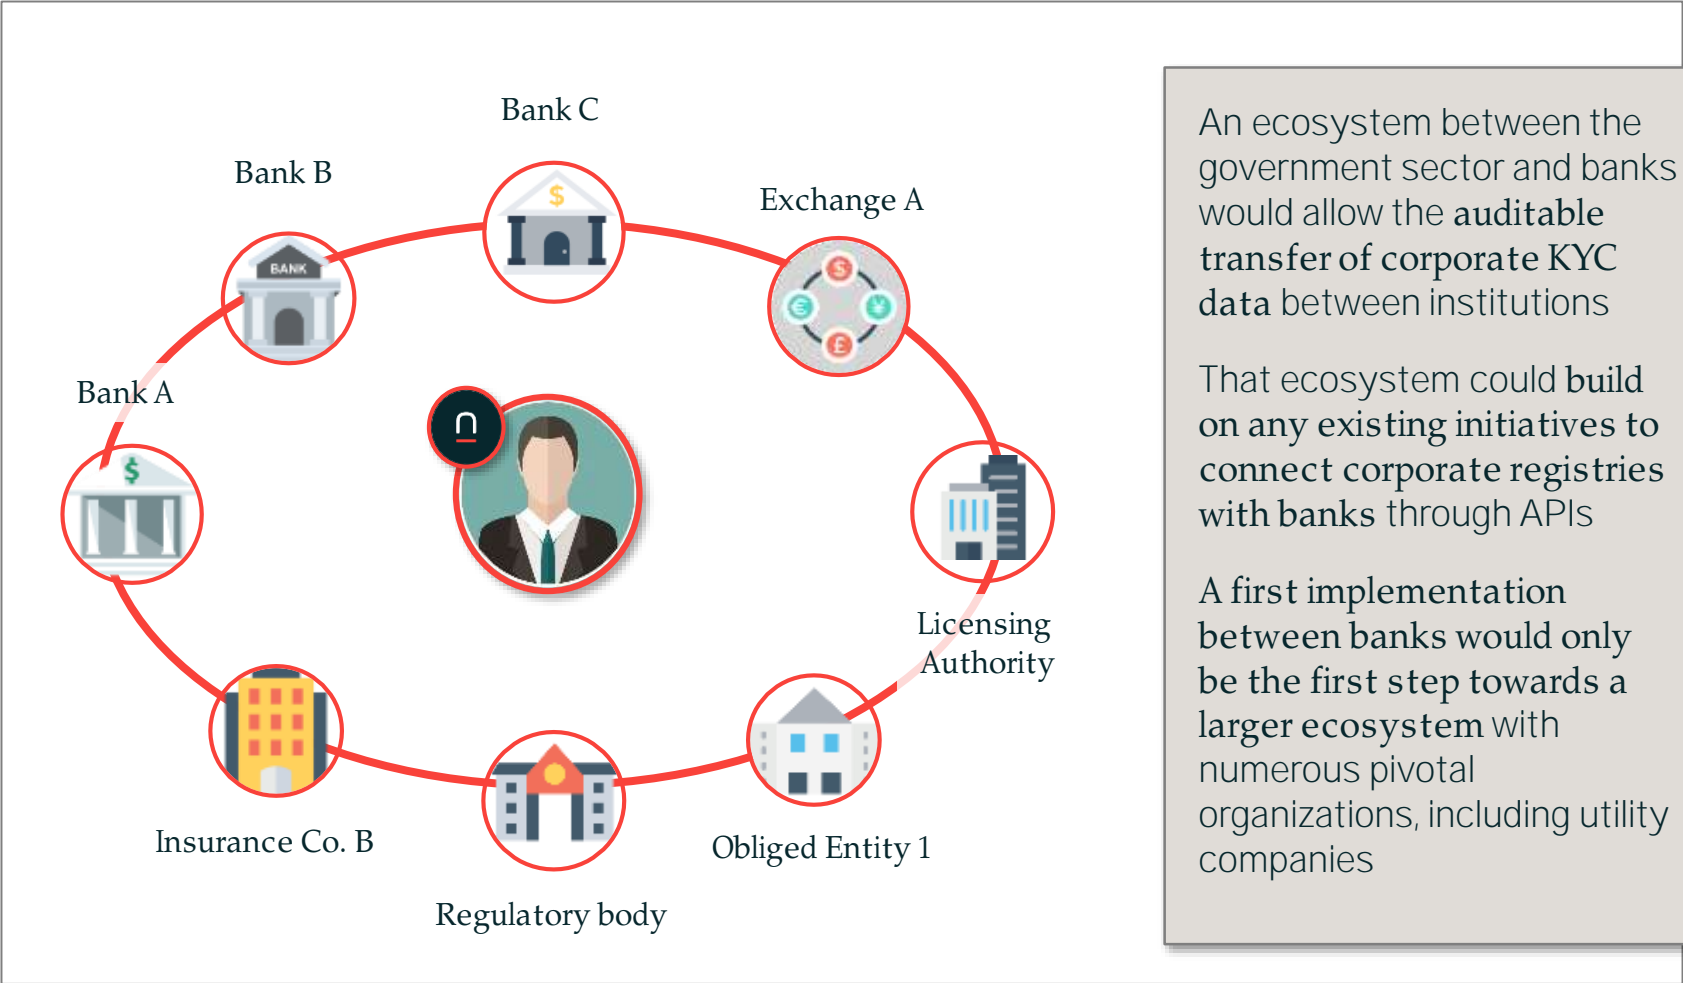 Bank C
Bank B
Exchange A
Bank A
BANK
$
$
$
€
¥
£
Licensing
Authority
Insurance Co. B
Obliged Entity 1
Regulatory body
An ecosystem between the
government sector and banks
would allow the auditable
transfer of corporate KYC
data between institutions
That ecosystem could build
on any existing initiatives to
connect corporate registries
with banks through APIs
A first implementation
between banks would only
be the first step towards a
larger ecosystem with
numerous pivotal
organizations, including utility
companies